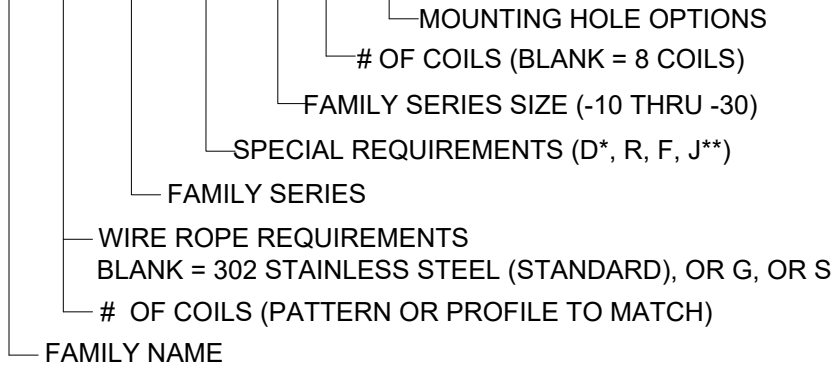 MOUNTING HOLE OPTIONS
# OF COILS (BLANK = 8 COILS)
FAMILY SERIES SIZE (-10 THRU -30)
SPECIAL REQUIREMENTS (D*, R, F, J**)
FAMILY SERIES
WIRE ROPE REQUIREMENTS
BLANK = 302 STAINLESS STEEL (STANDARD), OR G, OR S
# OF COILS (PATTERN OR PROFILE TO MATCH)
FAMILY NAME